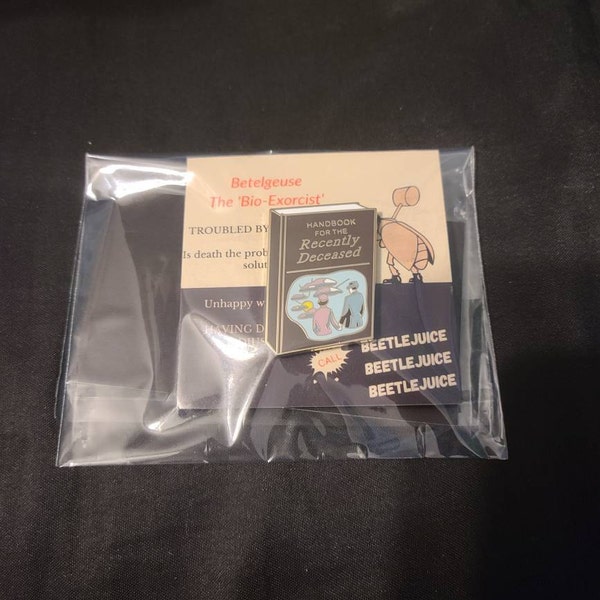 Betelgeuse
The 'Bio-Exorcist'
TROUBLED BY
Is death the
solut
Unhappy w
HAVING D
HANDBOOK
FOR THE
Recently
Deceased
CALL
BEETLEJUICE
BEETLEJUICE
BEETLEJUICE